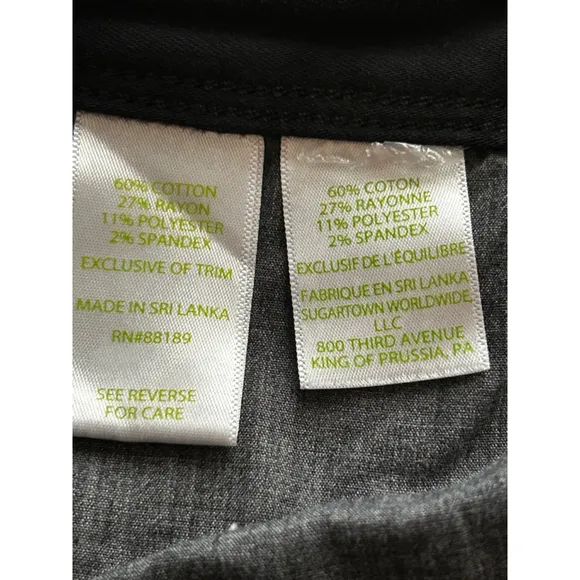 60% COTTON
27% RAYON
11% POLYESTER
2% SPANDEX
EXCLUSIVE OF TRIM
MADE IN SRI LANKA
RN#88189
SEE REVERSE
FOR CARE
60% COTON
27% RAYONNE
11% POLYESTER
2% SPANDEX
EXCLUSIF DE L'ÉQUILIBRE
FABRIQUE EN SRI LANKA
SUGARTOWN WORLDWIDE,
LLC
800 THIRD AVENUE
KING OF PRUSSIA, PA